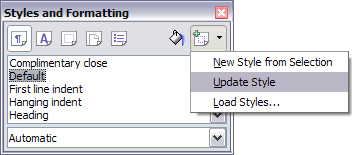 Styles and Formatting
Complimentary close
Default
First line indent
Hanging indent
Heading
Automatic
New Style from Selection
Update Style
Load Styles...